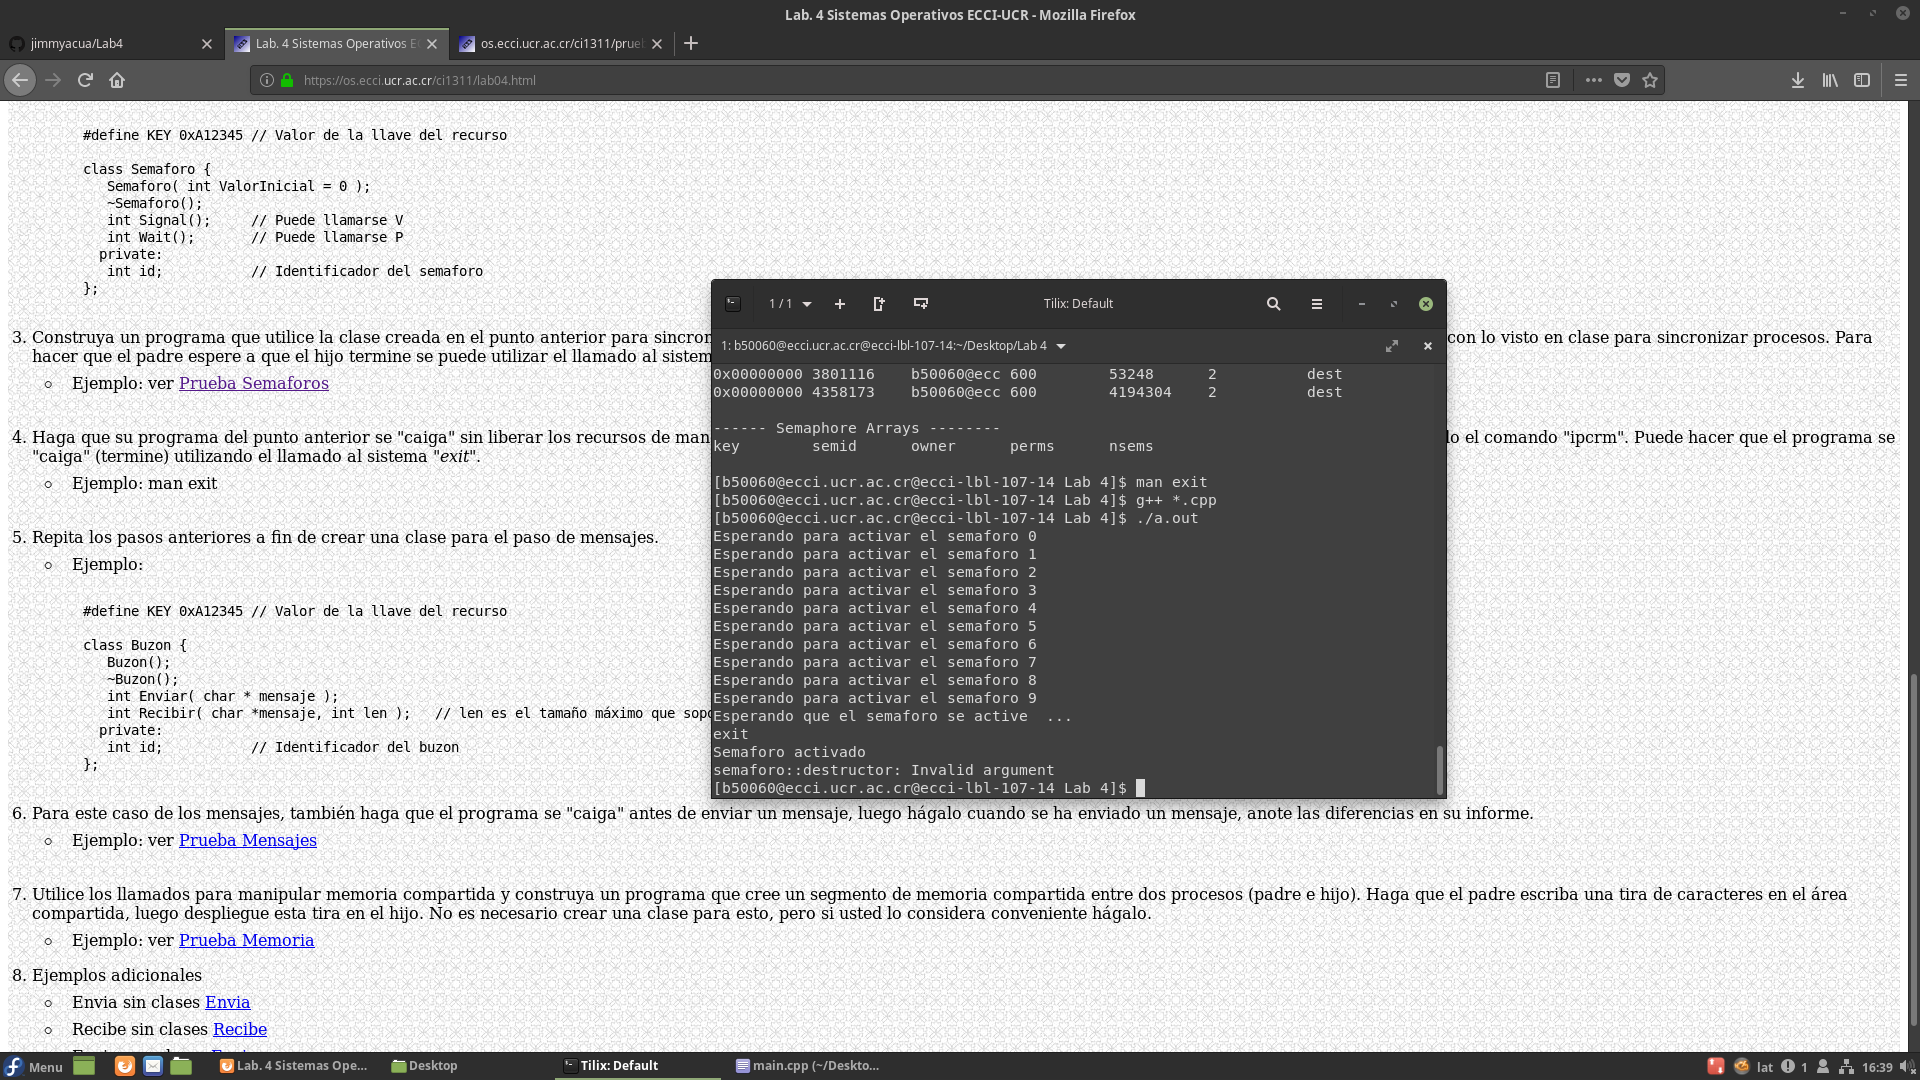 Lab. 4 Sistemas Operativos ECCI-UCR - Mozilla Firefox
jimmyacua/Lab4
Lab. 4 Sistemas Operativos E
os.ecci.ucr.ac.cr/ci1311/prue
https://os.ecci.ucr.ac.cr/ci1311/lab04.html
#define KEY 0xA12345 // Valor de la llave del recurso
class Semaforo {
Semaforo( int ValorInicial = 0 );
~Semaforo();
int Signal(); // Puede llamarse V
int Wait(); // Puede llamarse P
private:
int id; // Identificador del semaforo
};
3. Construya un programa que utilice la clase creada en el punto anterior para sincron
con lo visto en clase para sincronizar procesos. Para
hacer que el padre espere a que el hijo termine se puede utilizar el llamado al sistem
Ejemplo: ver Prueba Semaforos
4. Haga que su programa del punto anterior se "caiga" sin liberar los recursos de man
lo el comando "ipcrm". Puede hacer que el programa se
"caiga" (termine) utilizando el llamado al sistema "exit".
Ejemplo: man exit
5. Repita los pasos anteriores a fin de crear una clase para el paso de mensajes.
Ejemplo:
#define KEY 0xA12345 // Valor de la llave del recurso
class Buzon {
Buzon();
~Buzon();
int Enviar( char * mensaje );
int Recibir( char *mensaje, int len ); // len es el tamaño máximo que sopo
private:
int id; // Identificador del buzon
};
6. Para este caso de los mensajes, también haga que el programa se "caiga" antes de enviar un mensaje, luego hágalo cuando se ha enviado un mensaje, anote las diferencias en su informe.
Ejemplo: ver Prueba Mensajes
7. Utilice los llamados para manipular memoria compartida y construya un programa que cree un segmento de memoria compartida entre dos procesos (padre e hijo). Haga que el padre escriba una tira de caracteres en el área
compartida, luego despliegue esta tira en el hijo. No es necesario crear una clase para esto, pero si usted lo considera conveniente hágalo.
Ejemplo: ver Prueba Memoria
8. Ejemplos adicionales
Envia sin clases Envia
Recibe sin clases Recibe
1 / 1
Tilix: Default
1: b50060@ecci.ucr.ac.cr@ecci-lbl-107-14:~/Desktop/Lab 4
0x00000000 3801116 b50060@ecc 600 53248 2 dest
0x00000000 4358173 b50060@ecc 600 4194304 2 dest
------ Semaphore Arrays --------
key semid owner perms nsems
[b50060@ecci.ucr.ac.cr@ecci-lbl-107-14 Lab 4]$ man exit
[b50060@ecci.ucr.ac.cr@ecci-lbl-107-14 Lab 4]$ g++ *.cpp
[b50060@ecci.ucr.ac.cr@ecci-lbl-107-14 Lab 4]$ ./a.out
Esperando para activar el semaforo 0
Esperando para activar el semaforo 1
Esperando para activar el semaforo 2
Esperando para activar el semaforo 3
Esperando para activar el semaforo 4
Esperando para activar el semaforo 5
Esperando para activar el semaforo 6
Esperando para activar el semaforo 7
Esperando para activar el semaforo 8
Esperando para activar el semaforo 9
Esperando que el semaforo se active ...
exit
Semaforo activado
semaforo::destructor: Invalid argument
[b50060@ecci.ucr.ac.cr@ecci-lbl-107-14 Lab 4]$
Menu
Lab. 4 Sistemas Ope...
Desktop
Tilix: Default
main.cpp (~/Deskto...
lat
1
16:39